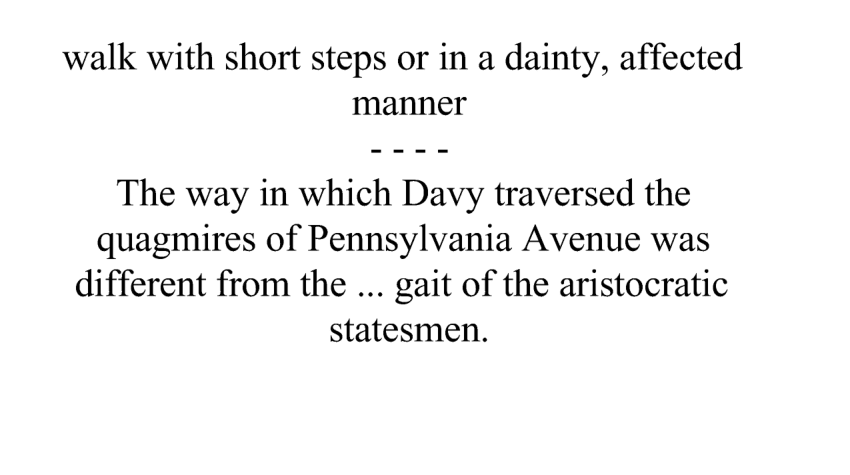 walk with short steps or in a dainty, affected
manner
- - - -
The way in which Davy traversed the
quagmires of Pennsylvania Avenue was
different from the ... gait of the aristocratic
statesmen.